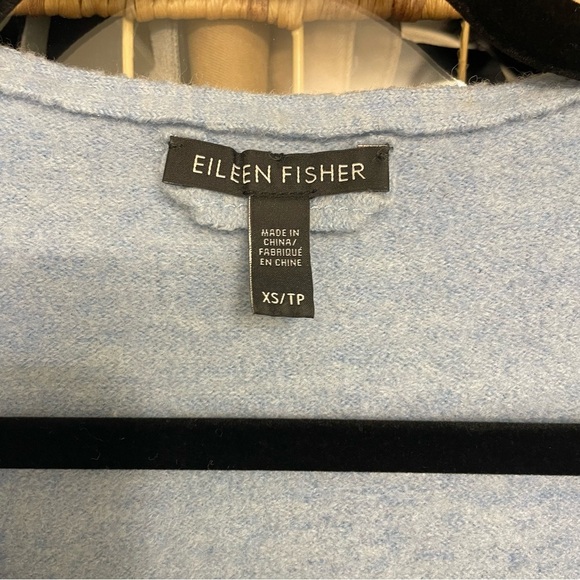 EILEEN FISHER
MADE IN
CHINA/
FABRIQUÉ
EN CHINE
XS/TP